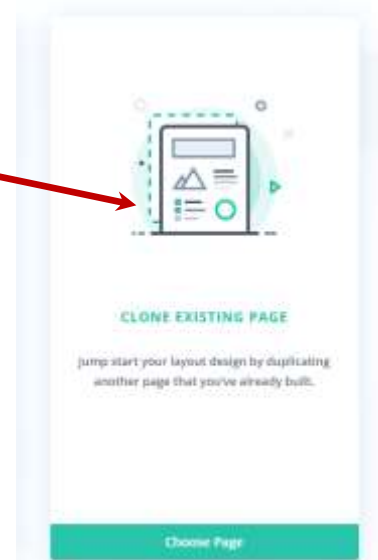 CLONE EXISTING PAGE
Jump start your layout design by duplicating
another page that you've already built.
Choose Page